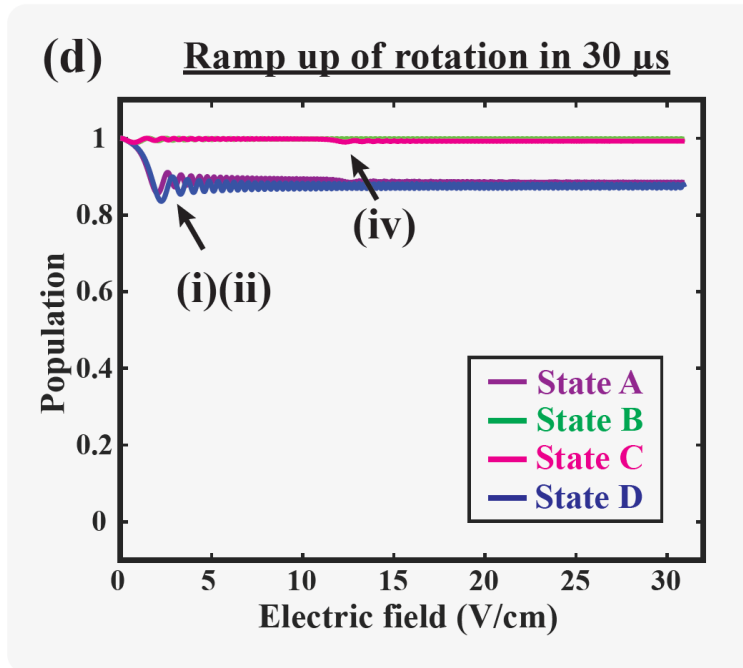 (d) Ramp up of rotation in 30 µs
1
0.8
0.6
0.4
0.2
0
Population
(iv)
(i)(ii)
State A
State B
State C
State D
0 5 10 15 20 25 30
Electric field (V/cm)